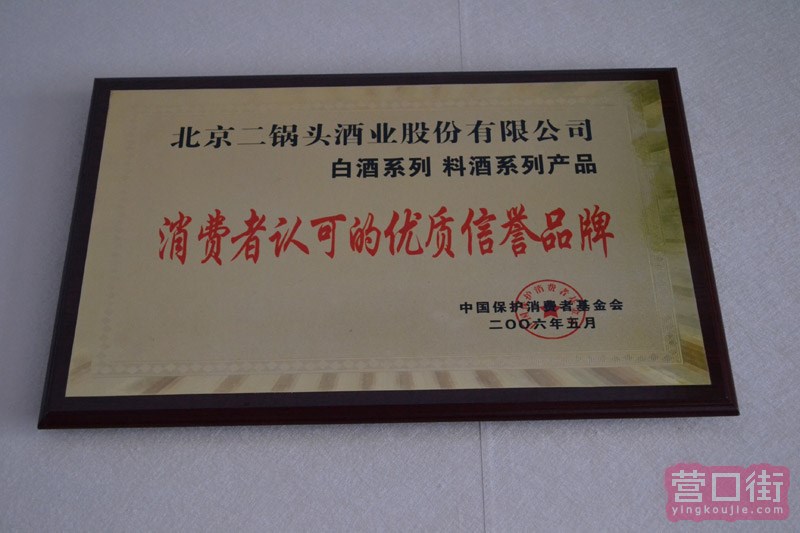 北京二锅头酒业股份有限公司
白酒系列 料酒系列产品
消费者认可的优质信誉品牌
中国保护消费者基金会
二〇〇六年五月
营口街
yingkoujie.com